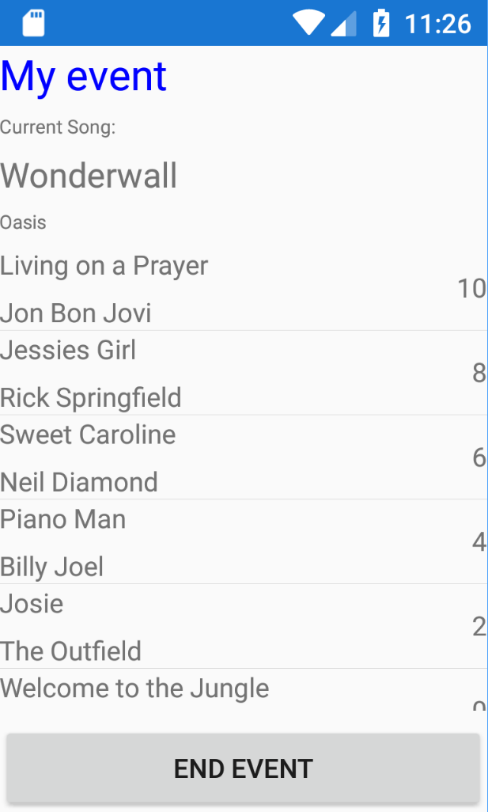 11:26
My event
Current Song:
Wonderwall
Oasis
Living on a Prayer
10
Jon Bon Jovi
Jessies Girl
8
Rick Springfield
Sweet Caroline
6
Neil Diamond
Piano Man
4
Billy Joel
Josie
2
The Outfield
Welcome to the Jungle
END EVENT